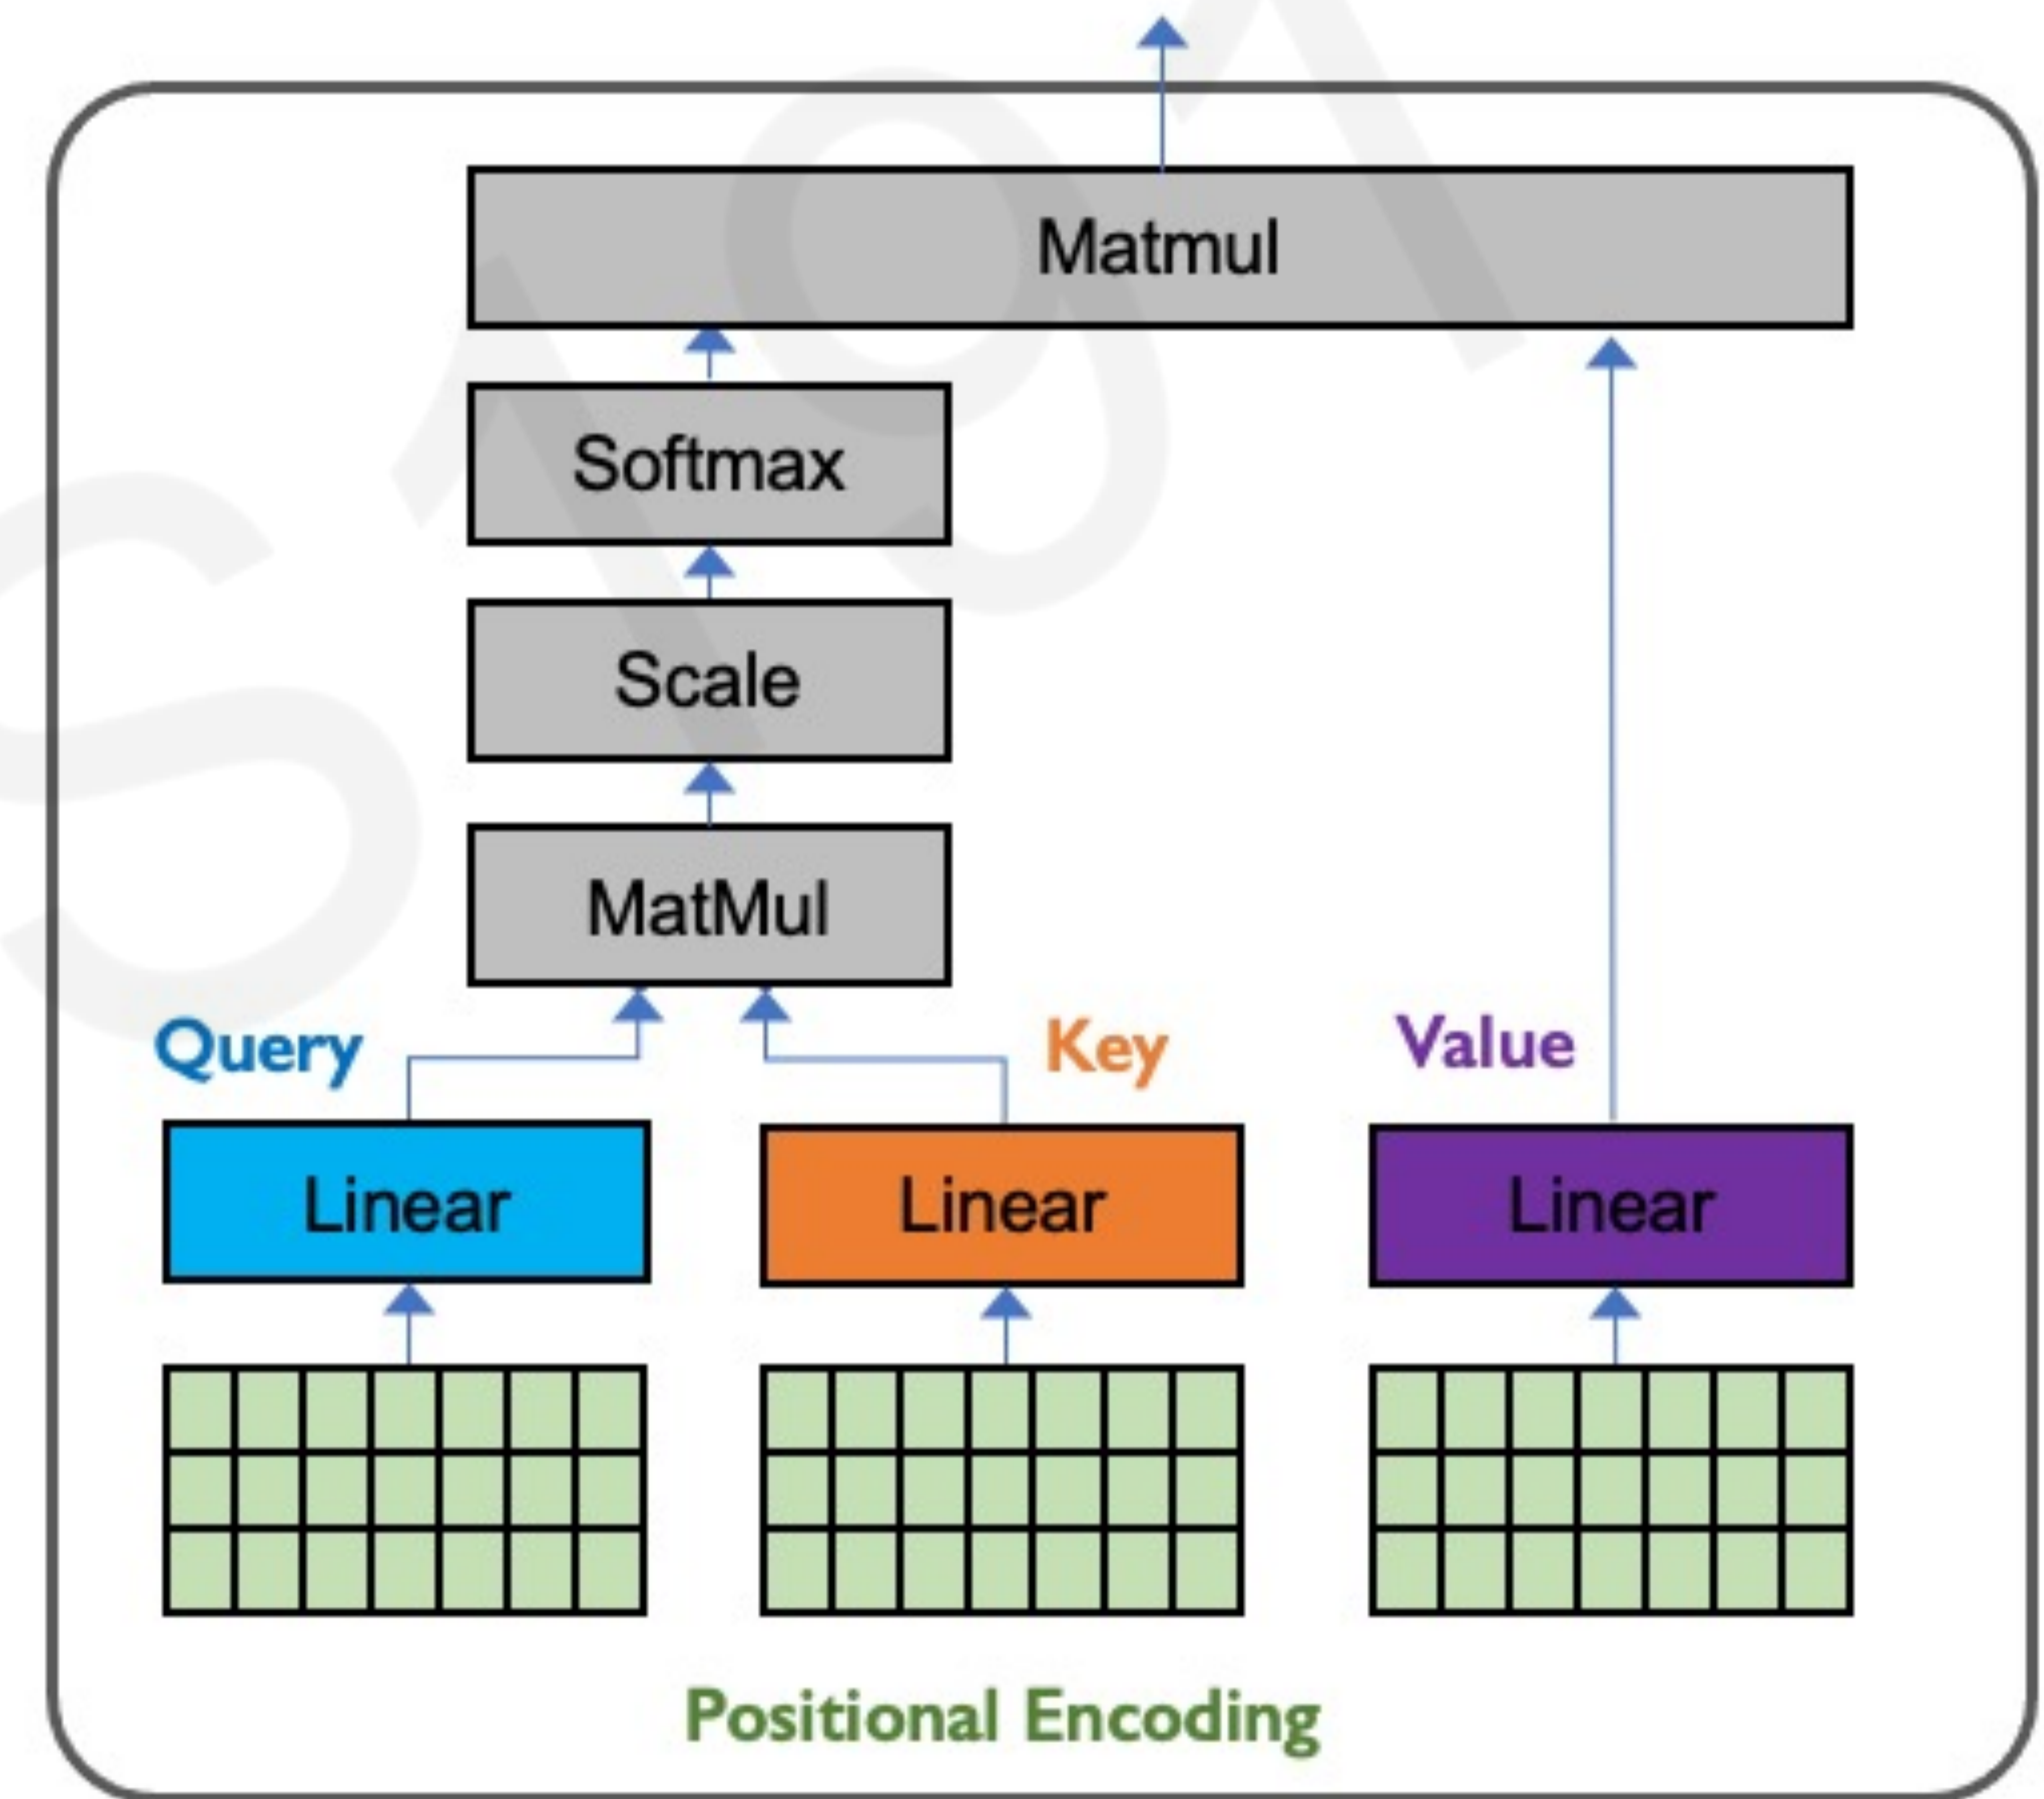 Matmul
Softmax
Scale
MatMul
Query
Key
Value
Linear
Linear
Linear
Positional Encoding